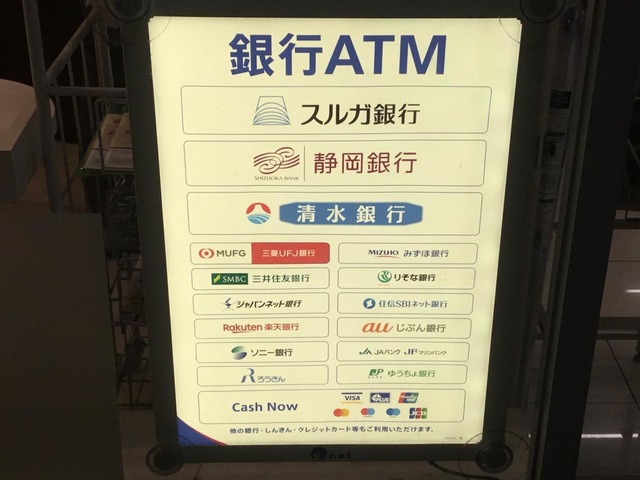 銀行ATM
スルガ銀行
SHIZUOKA BANK 静岡銀行
清水銀行
MUFG 三菱UFJ銀行
MIZUHO みずほ銀行
SMBC 三井住友銀行
りそな銀行
ジャパンネット銀行
住信SBIネット銀行
Rakuten 楽天銀行
au じぶん銀行
ソニー銀行
JA JAバンク JF マリンバンク
ろうきん
JP ゆうちょ銀行
Cash Now
VISA PLUS
JCB
他の銀行・しんきん・クレジットカード等もご利用いただけます。
@net